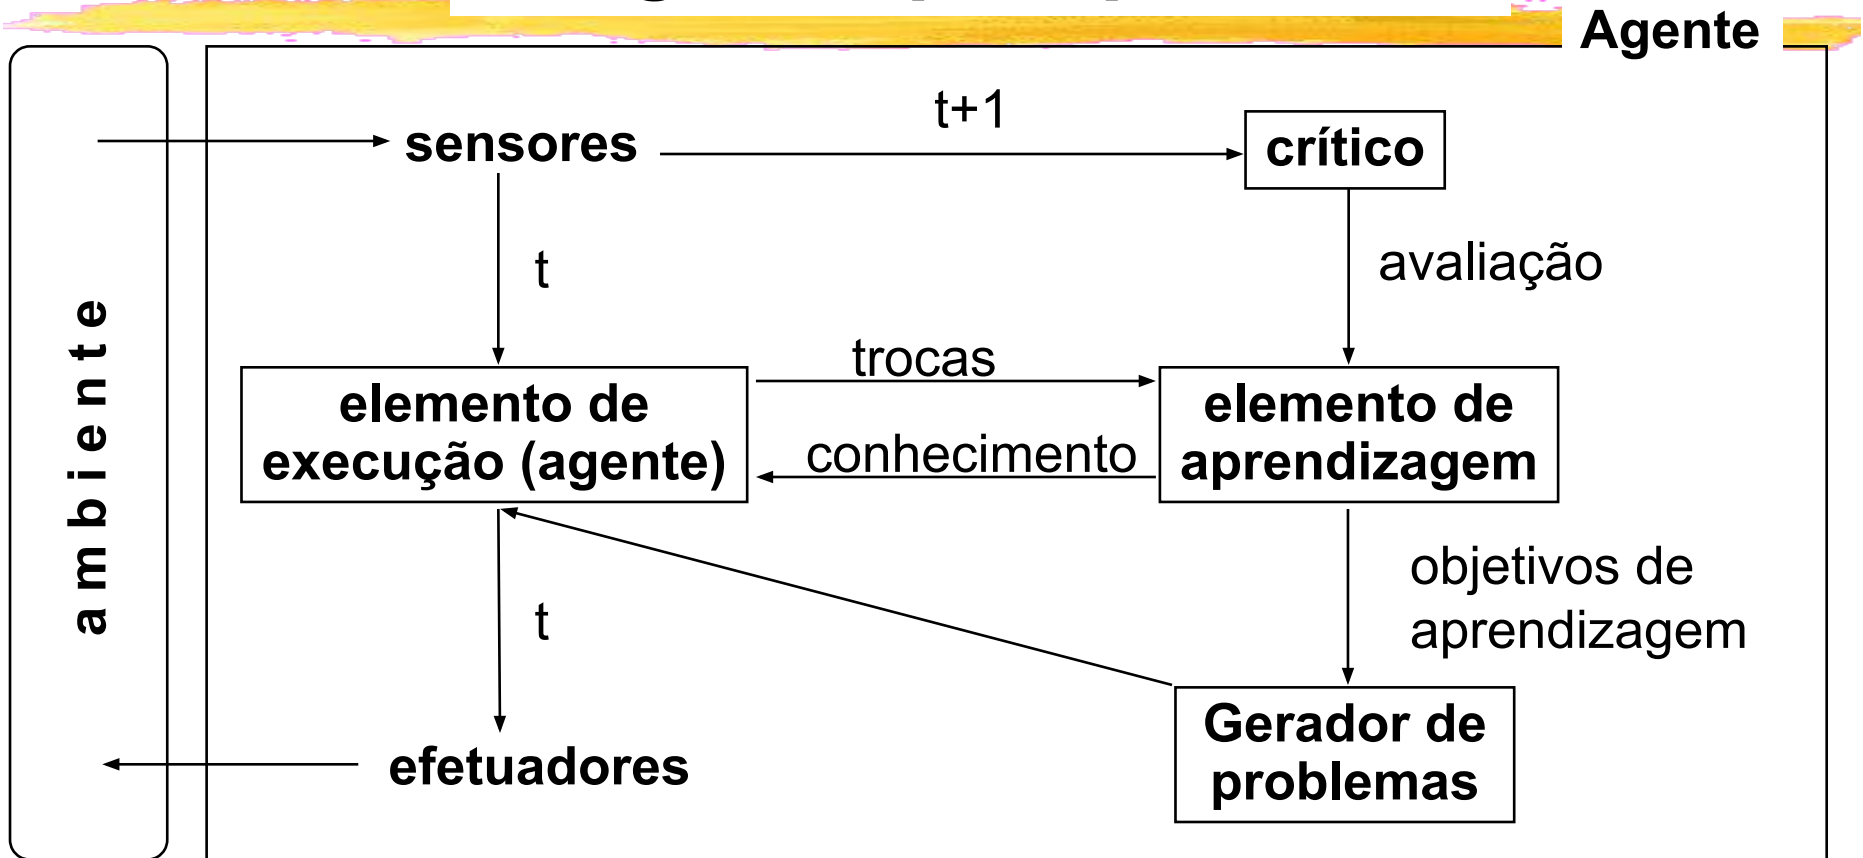 Agente
t+1
sensores
crítico
t
avaliação
ambiente
trocas
elemento de
execução (agente)
conhecimento
elemento de
aprendizagem
t
objetivos de
aprendizagem
efetuadores
Gerador de
problemas